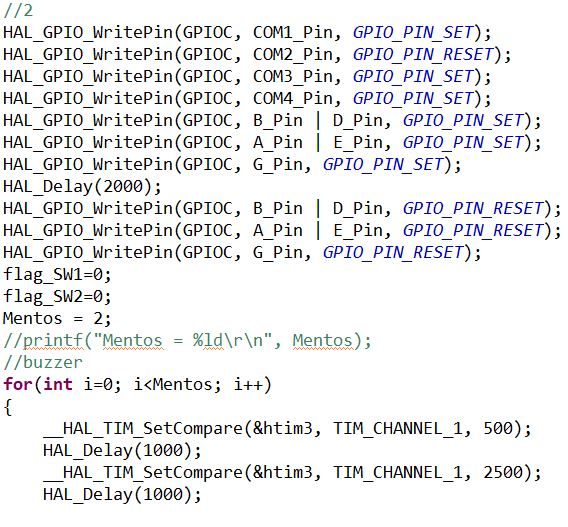 //2
HAL_GPIO_WritePin(GPIOC, COM1_Pin, GPIO_PIN_SET);
HAL_GPIO_WritePin(GPIOC, COM2_Pin, GPIO_PIN_RESET);
HAL_GPIO_WritePin(GPIOC, COM3_Pin, GPIO_PIN_SET);
HAL_GPIO_WritePin(GPIOC, COM4_Pin, GPIO_PIN_SET);
HAL_GPIO_WritePin(GPIOC, B_Pin | D_Pin, GPIO_PIN_SET);
HAL_GPIO_WritePin(GPIOC, A_Pin | E_Pin, GPIO_PIN_SET);
HAL_GPIO_WritePin(GPIOC, G_Pin, GPIO_PIN_SET);
HAL_Delay(2000);
HAL_GPIO_WritePin(GPIOC, B_Pin | D_Pin, GPIO_PIN_RESET);
HAL_GPIO_WritePin(GPIOC, A_Pin | E_Pin, GPIO_PIN_RESET);
HAL_GPIO_WritePin(GPIOC, G_Pin, GPIO_PIN_RESET);
flag_SW1=0;
flag_SW2=0;
Mentos = 2;
//printf("Mentos = %ld\r\n", Mentos);
//buzzer
for(int i=0; i<Mentos; i++)
{
    __HAL_TIM_SetCompare(&htim3, TIM_CHANNEL_1, 500);
    HAL_Delay(1000);
    __HAL_TIM_SetCompare(&htim3, TIM_CHANNEL_1, 2500);
    HAL_Delay(1000);